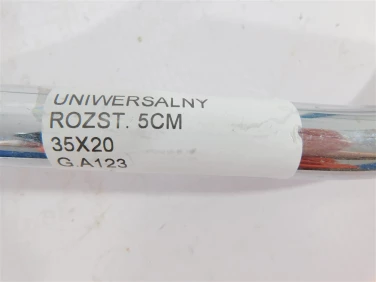 UNIWERSALNY
ROZST. 5CM
35X20
G.A123